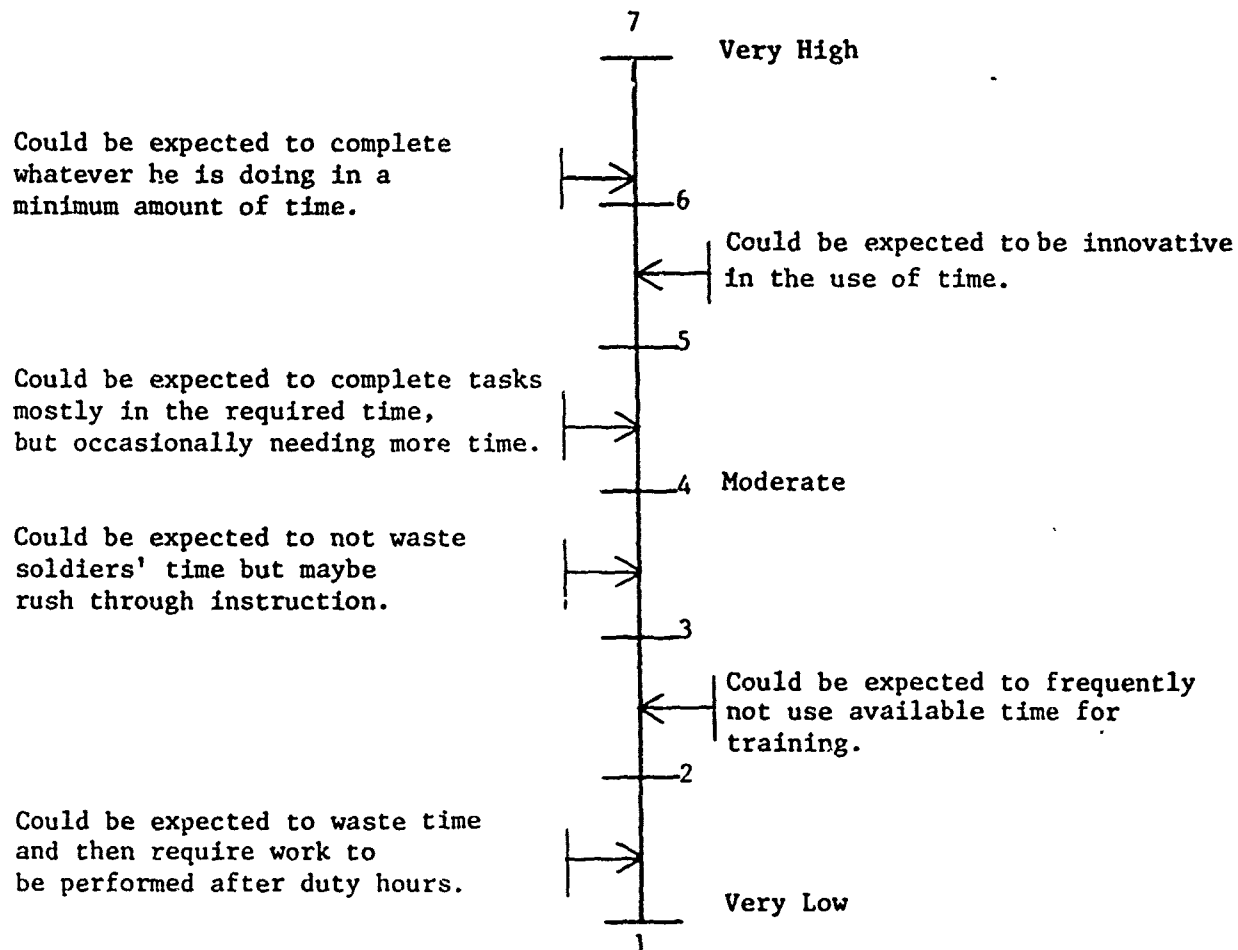 7
Very High
Could be expected to complete
whatever he is doing in a
minimum amount of time.
6
Could be expected to be innovative
in the use of time.
5
Could be expected to complete tasks
mostly in the required time,
but occasionally needing more time.
4 Moderate
Could be expected to not waste
soldiers' time but maybe
rush through instruction.
3
Could be expected to frequently
not use available time for
training.
2
Could be expected to waste time
and then require work to
be performed after duty hours.
Very Low
1